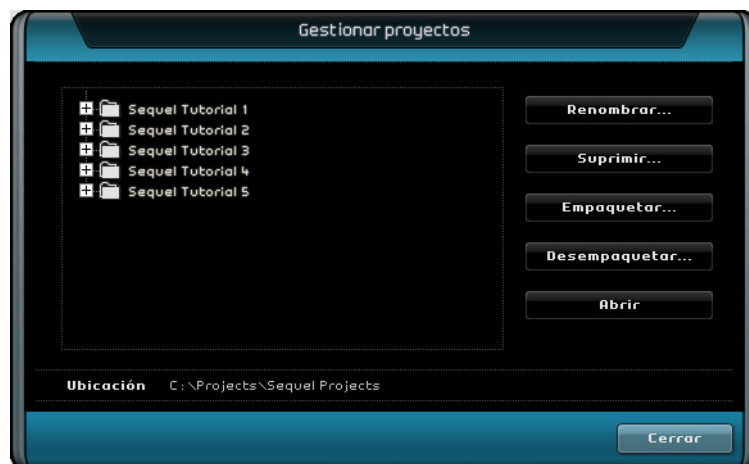 Gestionar proyectos
Sequel Tutorial 1
Sequel Tutorial 2
Sequel Tutorial 3
Sequel Tutorial 4
Sequel Tutorial 5
Renombrar...
Suprimir...
Empaquetar...
Desempaquetar...
Abrir
Ubicación C:\Projects\Sequel Projects
Cerrar